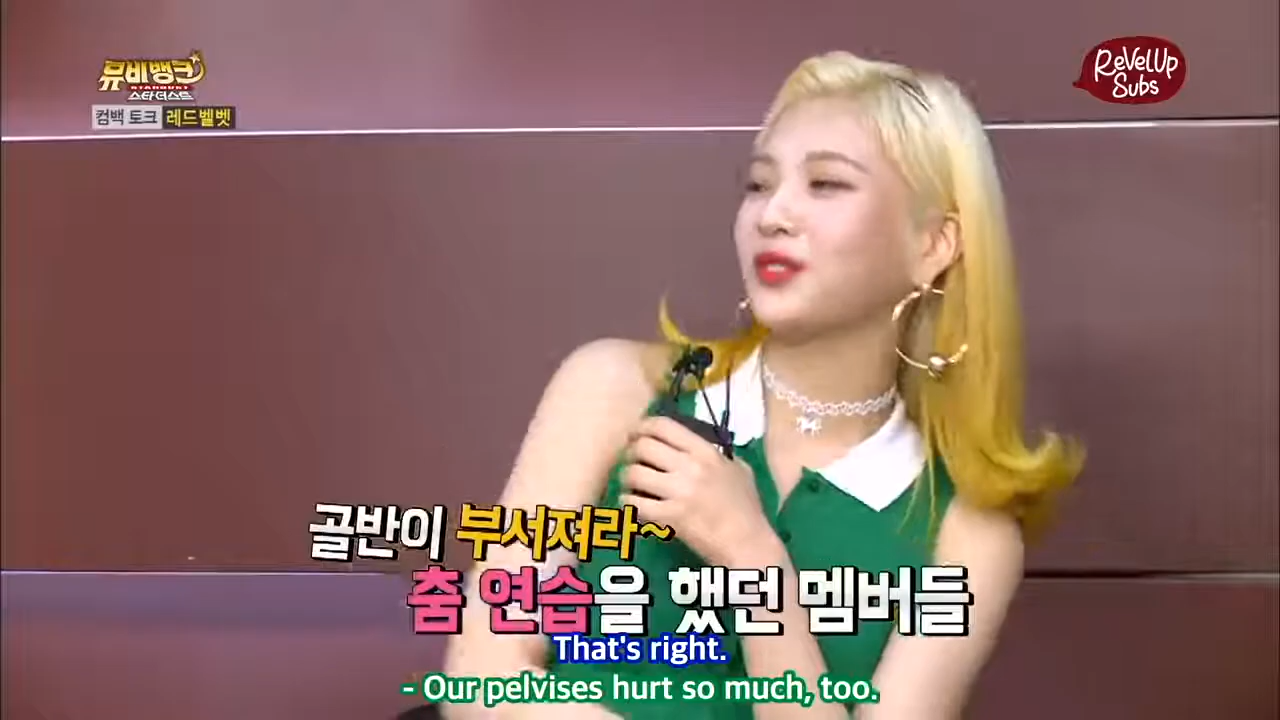 뮤비뱅크
STARDUST
스타더스트
컴백 토크 레드벨벳
ReVelUp
Subs
골반이 부서져라~
춤 연습을 했던 멤버들
That's right.
- Our pelvises hurt so much, too.